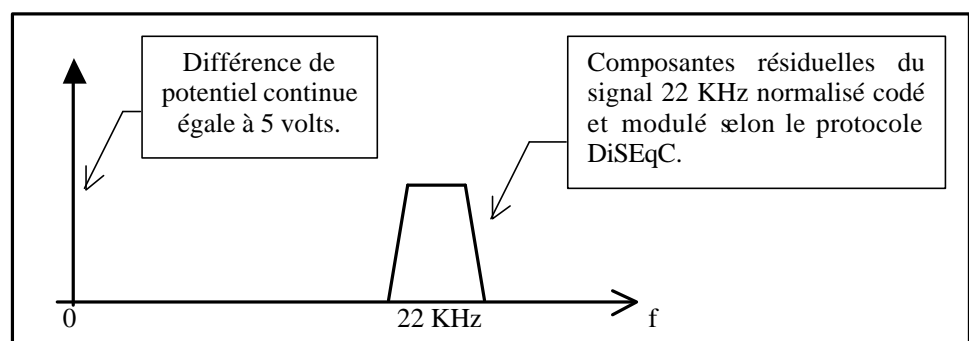 Différence de
potentiel continue
égale à 5 volts.
Composantes résiduelles du
signal 22 KHz normalisé codé
et modulé selon le protocole
DiSEqC.
0
22 KHz
f